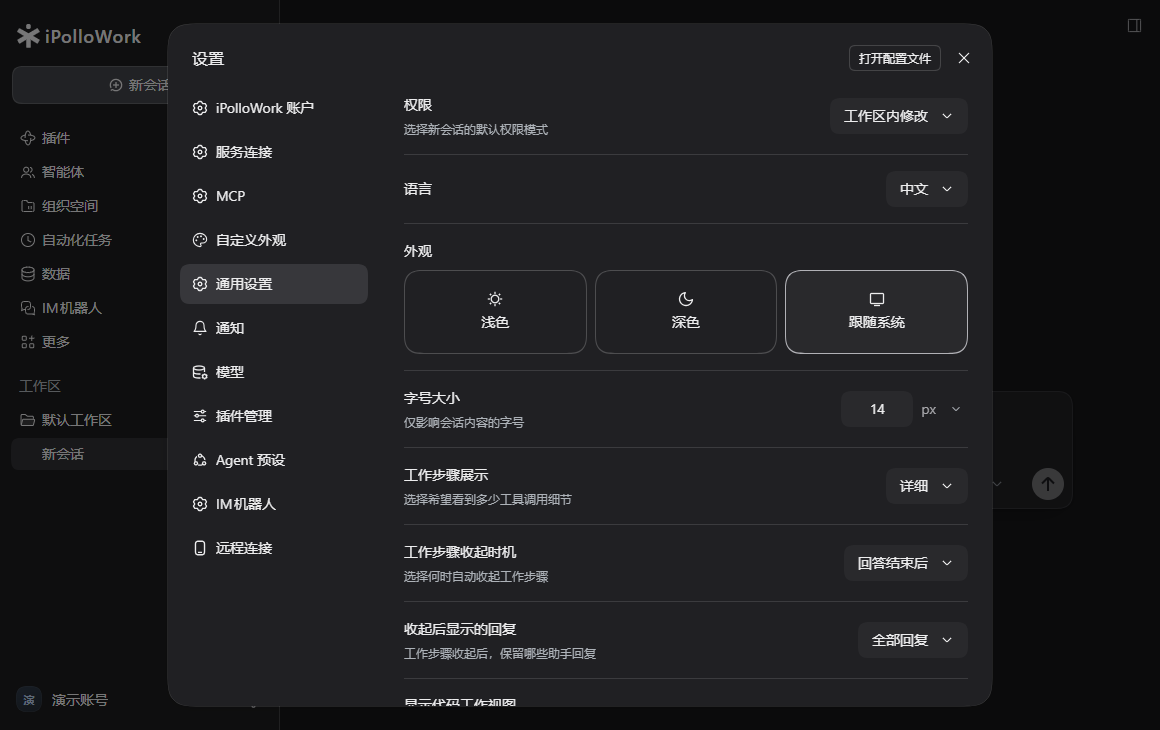 iPolloWork
新会话
插件
智能体
组织空间
自动化任务
数据
IM机器人
更多
工作区
默认工作区
新会话
演
演示账号
设置
打开配置文件
iPolloWork 账户
服务连接
MCP
自定义外观
通用设置
通知
模型
插件管理
Agent 预设
IM机器人
远程连接
权限
选择新会话的默认权限模式
工作区内修改
语言
中文
外观
浅色
深色
跟随系统
字号大小
仅影响会话内容的字号
14
px
工作步骤展示
选择希望看到多少工具调用细节
详细
工作步骤收起时机
选择何时自动收起工作步骤
回答结束后
收起后显示的回复
工作步骤收起后，保留哪些助手回复
全部回复
显示代码工作视图